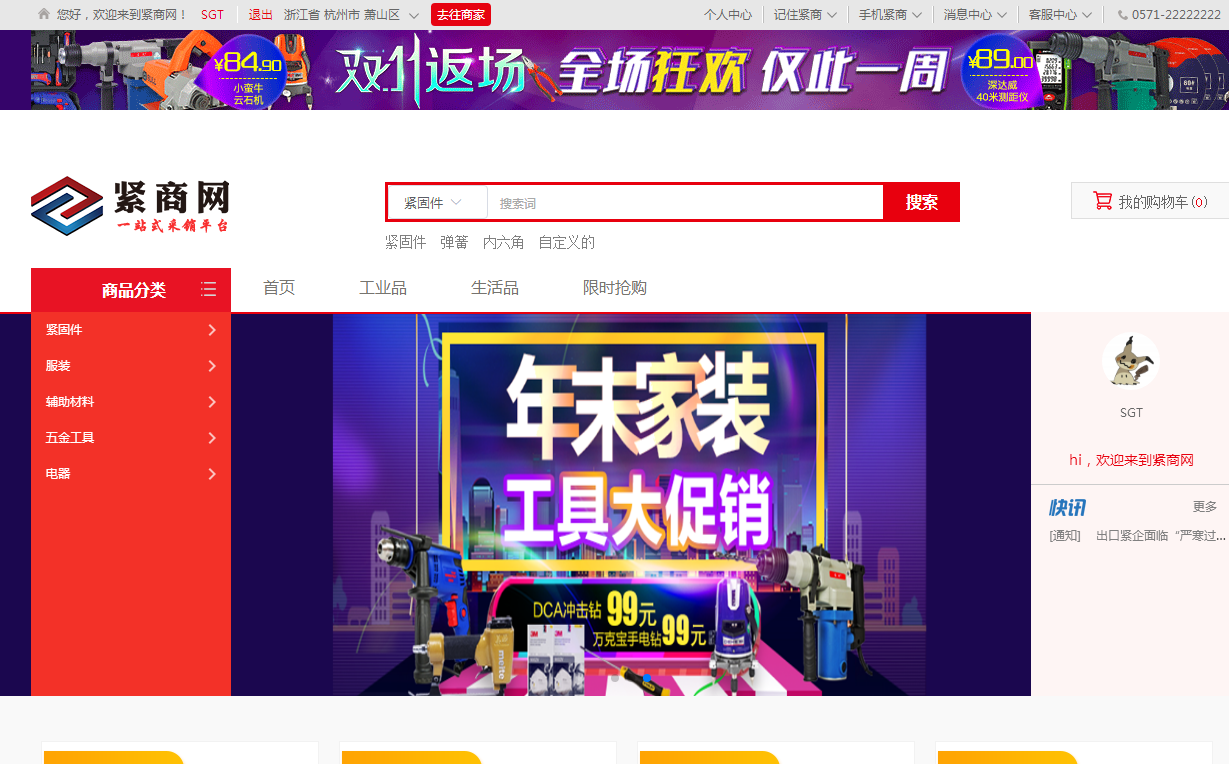 您好，欢迎来到紧商网！ SGT 退出 浙江省 杭州市 萧山区 去往商家 个人中心 记住紧商 手机紧商 消息中心 客服中心 0571-82222222
¥84.90 小蛮牛 云石机
双11返场 全场狂欢 仅此一周
¥89.00 深达威 40米测距仪
紧商网
一站式采销平台
紧固件 搜索词 搜索
我的购物车(0)
紧固件 弹簧 内六角 自定义的
商品分类 首页 工业品 生活品 限时抢购
紧固件
服装
辅助材料
五金工具
电器
年末家装
工具大促销
DCA冲击钻 99元
万克宝手电钻99元
SGT
hi，欢迎来到紧商网
快讯 更多
[通知] 出口紧企面临“严寒过...